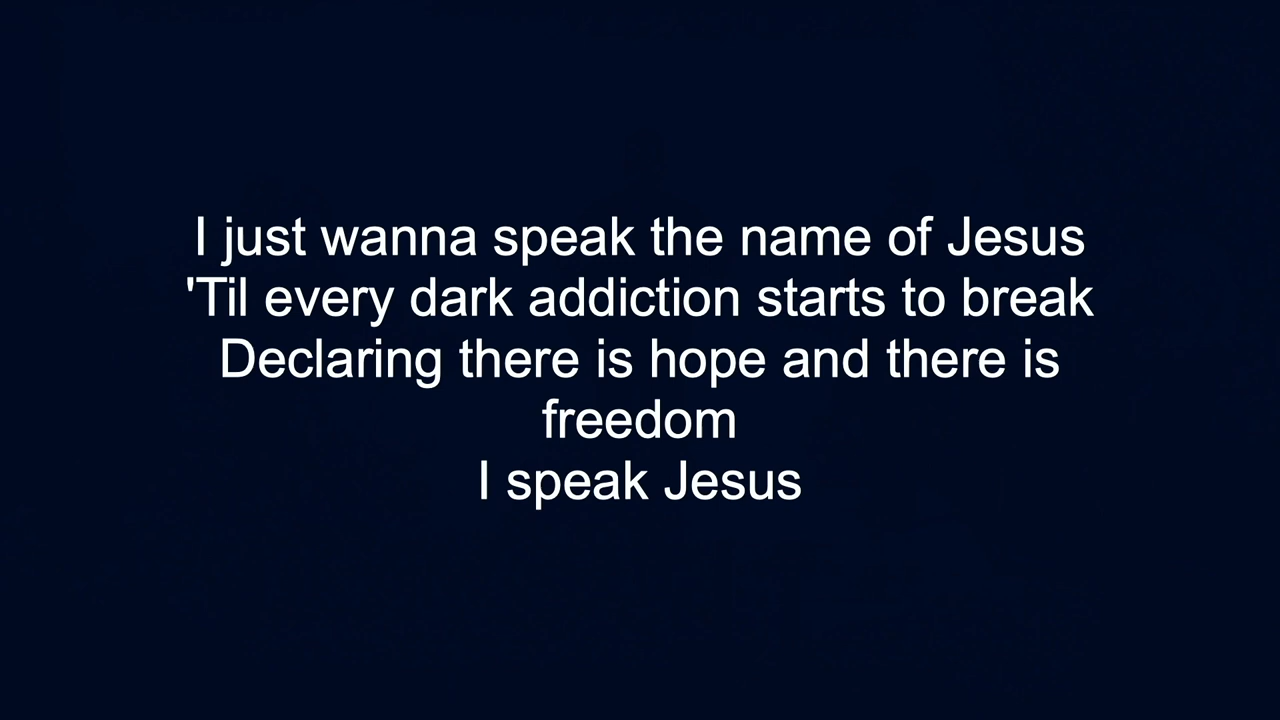 I just wanna speak the name of Jesus
'Til every dark addiction starts to break
Declaring there is hope and there is
freedom
I speak Jesus